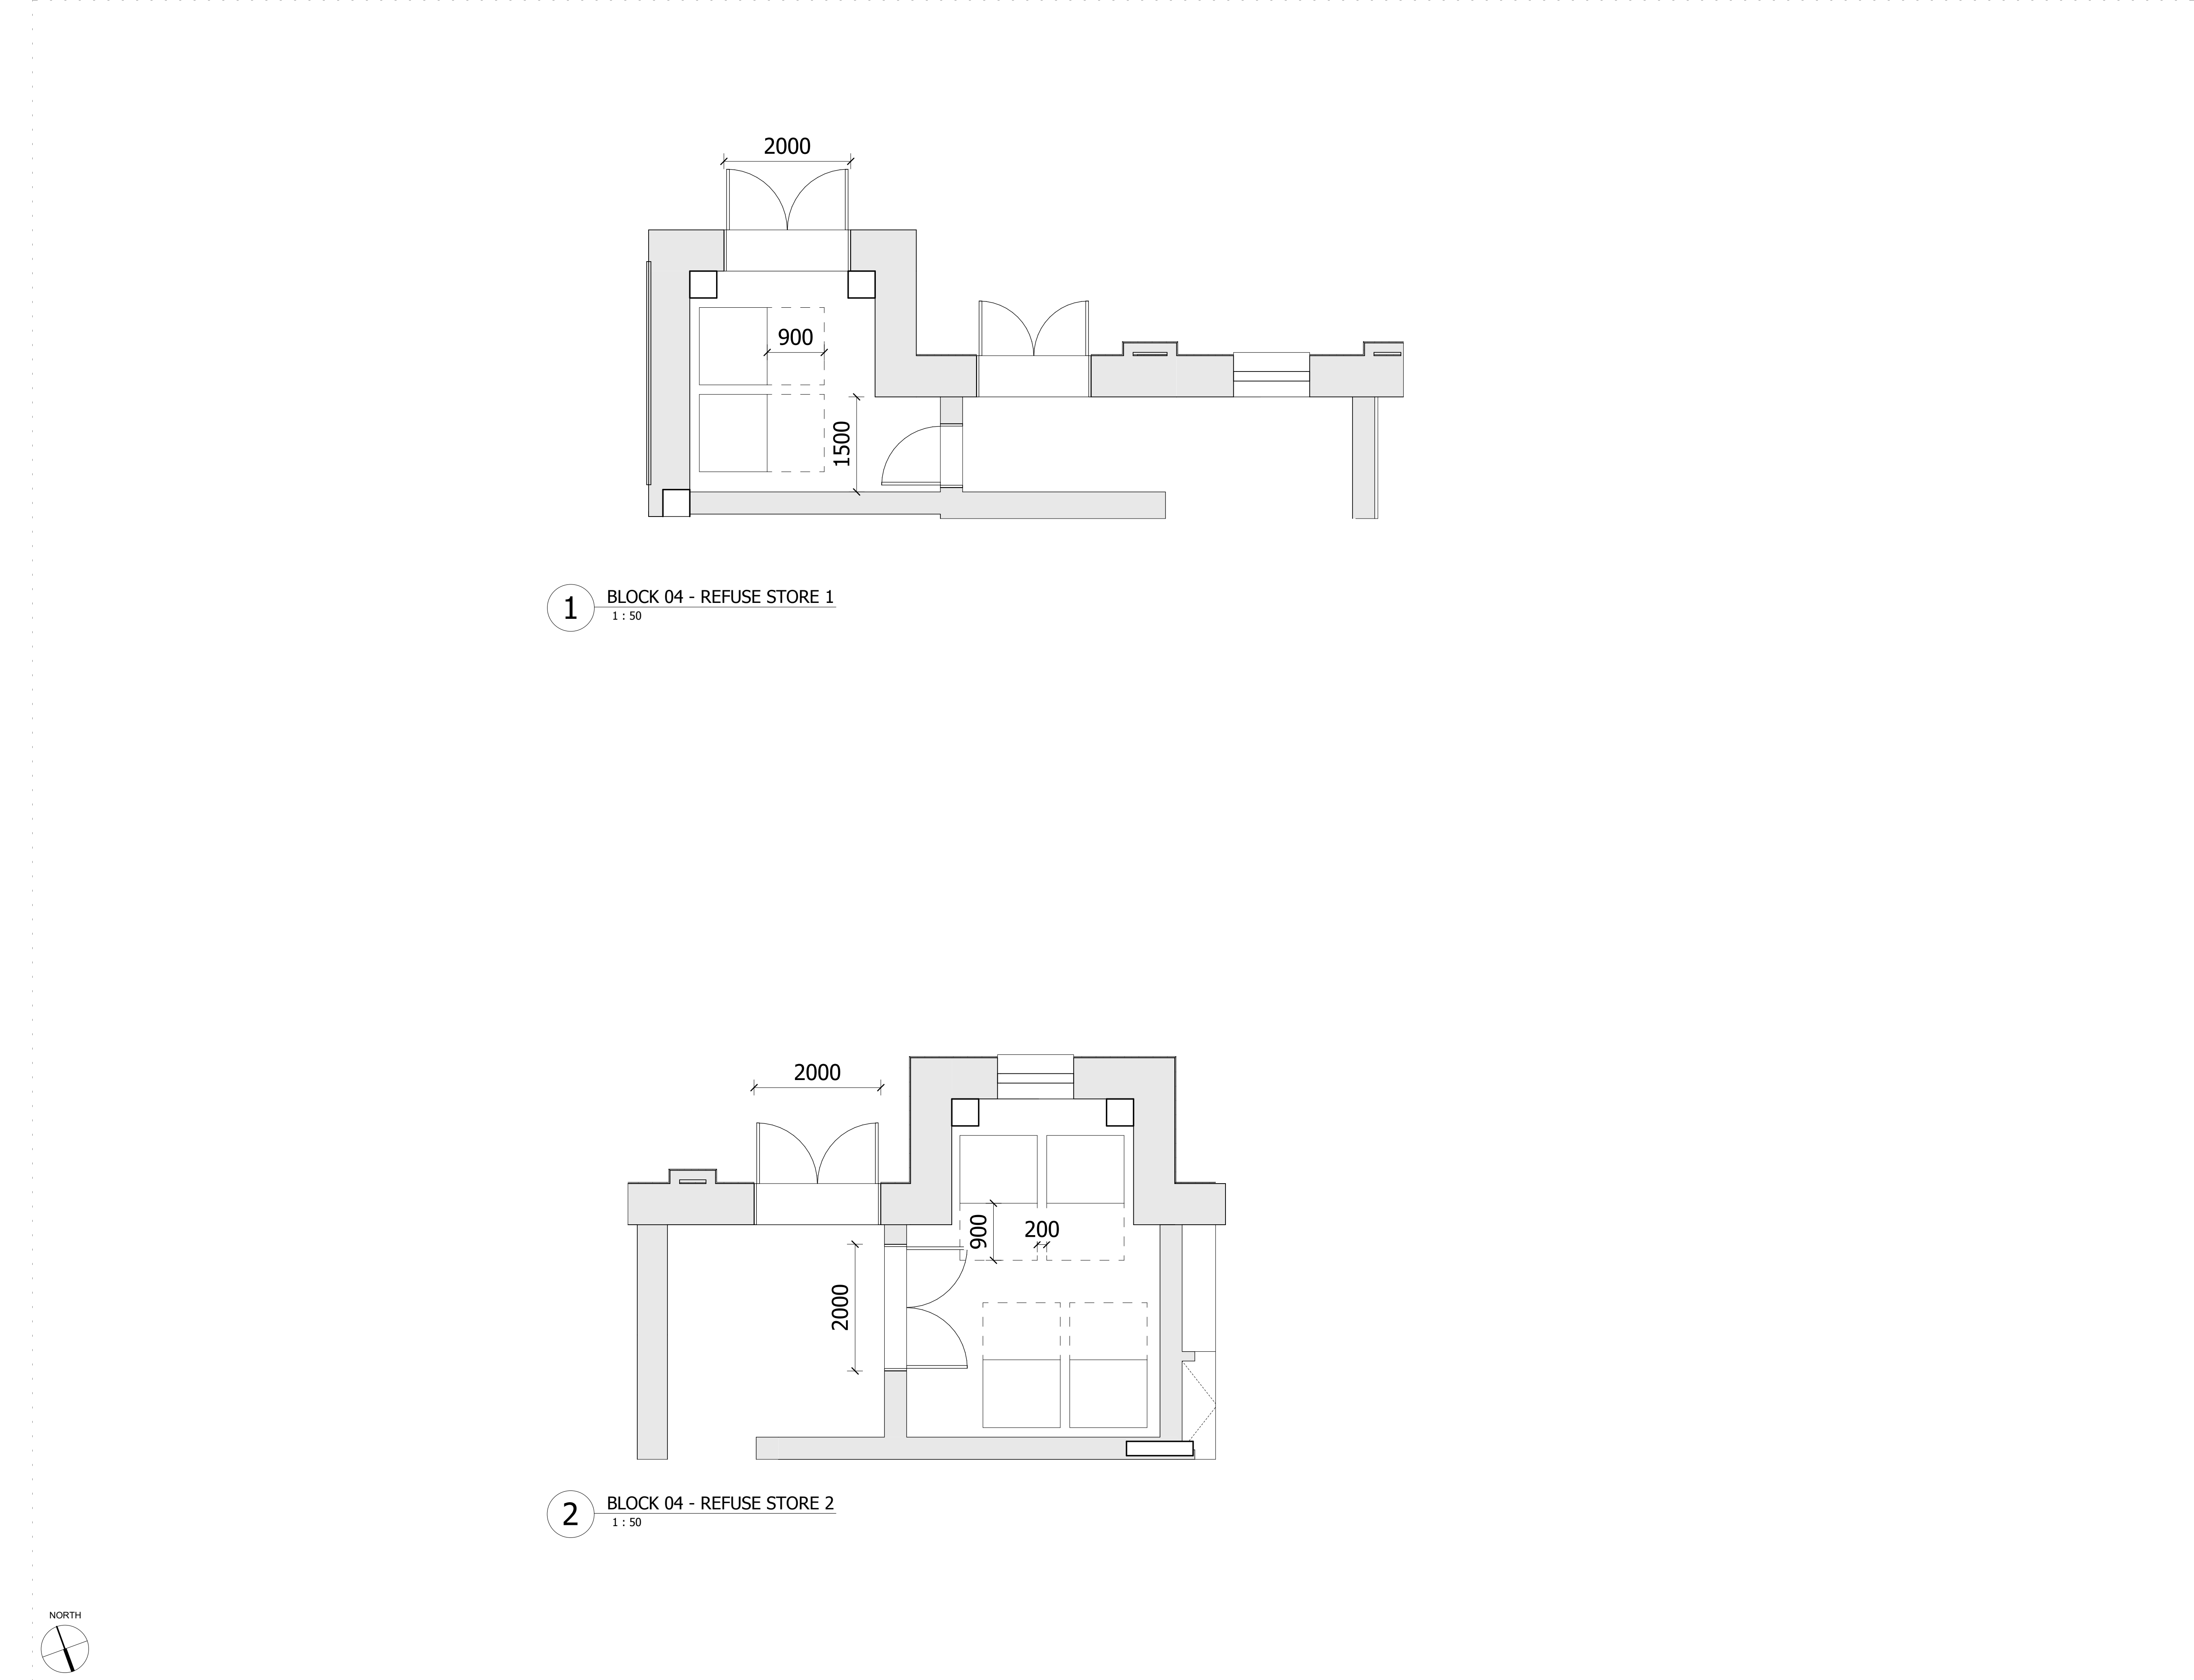 2000
900
1500
1
BLOCK 04 - REFUSE STORE 1
1 : 50
2000
900
200
2000
2
BLOCK 04 - REFUSE STORE 2
1 : 50
NORTH